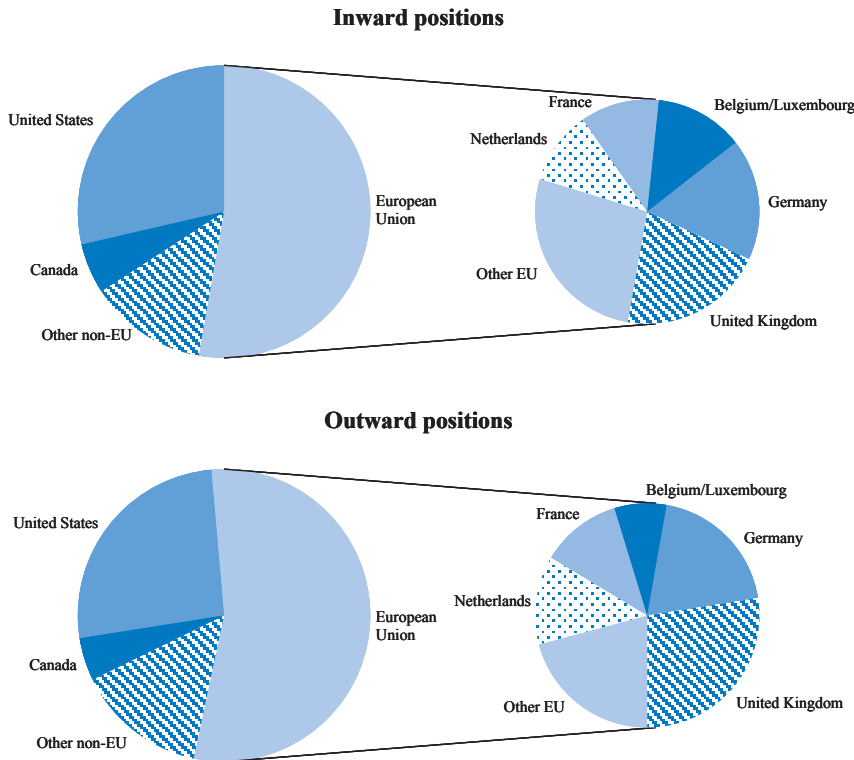 Inward positions
United States
European
Union
Canada
Other non-EU
France
Belgium/Luxembourg
Netherlands
Germany
Other EU
United Kingdom
Outward positions
United States
European
Union
Canada
Other non-EU
Belgium/Luxembourg
France
Germany
Netherlands
Other EU
United Kingdom